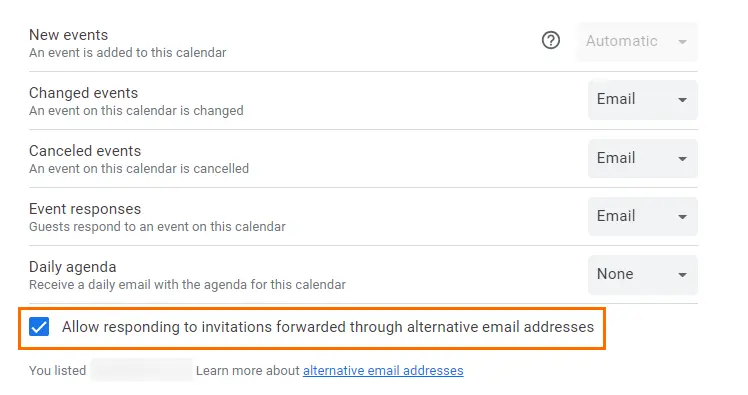 New events
An event is added to this calendar
Automatic
Changed events
An event on this calendar is changed
Email
Canceled events
An event on this calendar is cancelled
Email
Event responses
Guests respond to an event on this calendar
Email
Daily agenda
Receive a daily email with the agenda for this calendar
None
Allow responding to invitations forwarded through alternative email addresses
You listed Learn more about alternative email addresses